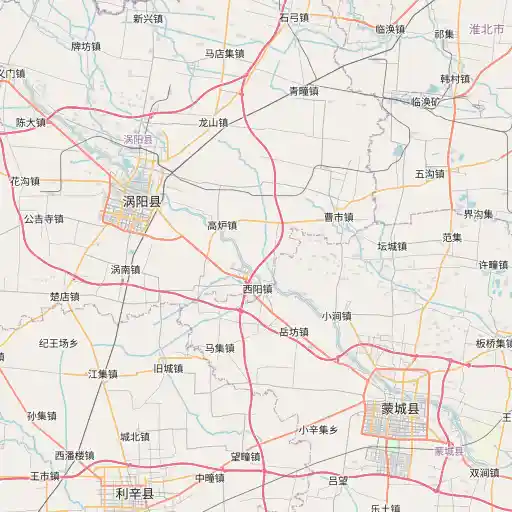 石弓镇
新兴镇
临涣镇
祁集
淮北市
牌坊镇
马店集镇
义门镇
韩村镇
青疃镇
临涣矿
陈大镇
龙山镇
涡阳县
五沟镇
花沟镇
涡阳县
公吉寺镇
高炉镇
曹市镇
界沟集
范集
坛城镇
涡南镇
许疃镇
楚店镇
西阳镇
小涧镇
岳坊镇
纪王场乡
马集镇
板桥集镇
江集镇
旧城镇
孙集镇
蒙城县
城北镇
小辛集乡
西潘楼镇
望疃镇
蒙城县
王市镇
中疃镇
吕望
双涧镇
利辛县
乐土镇